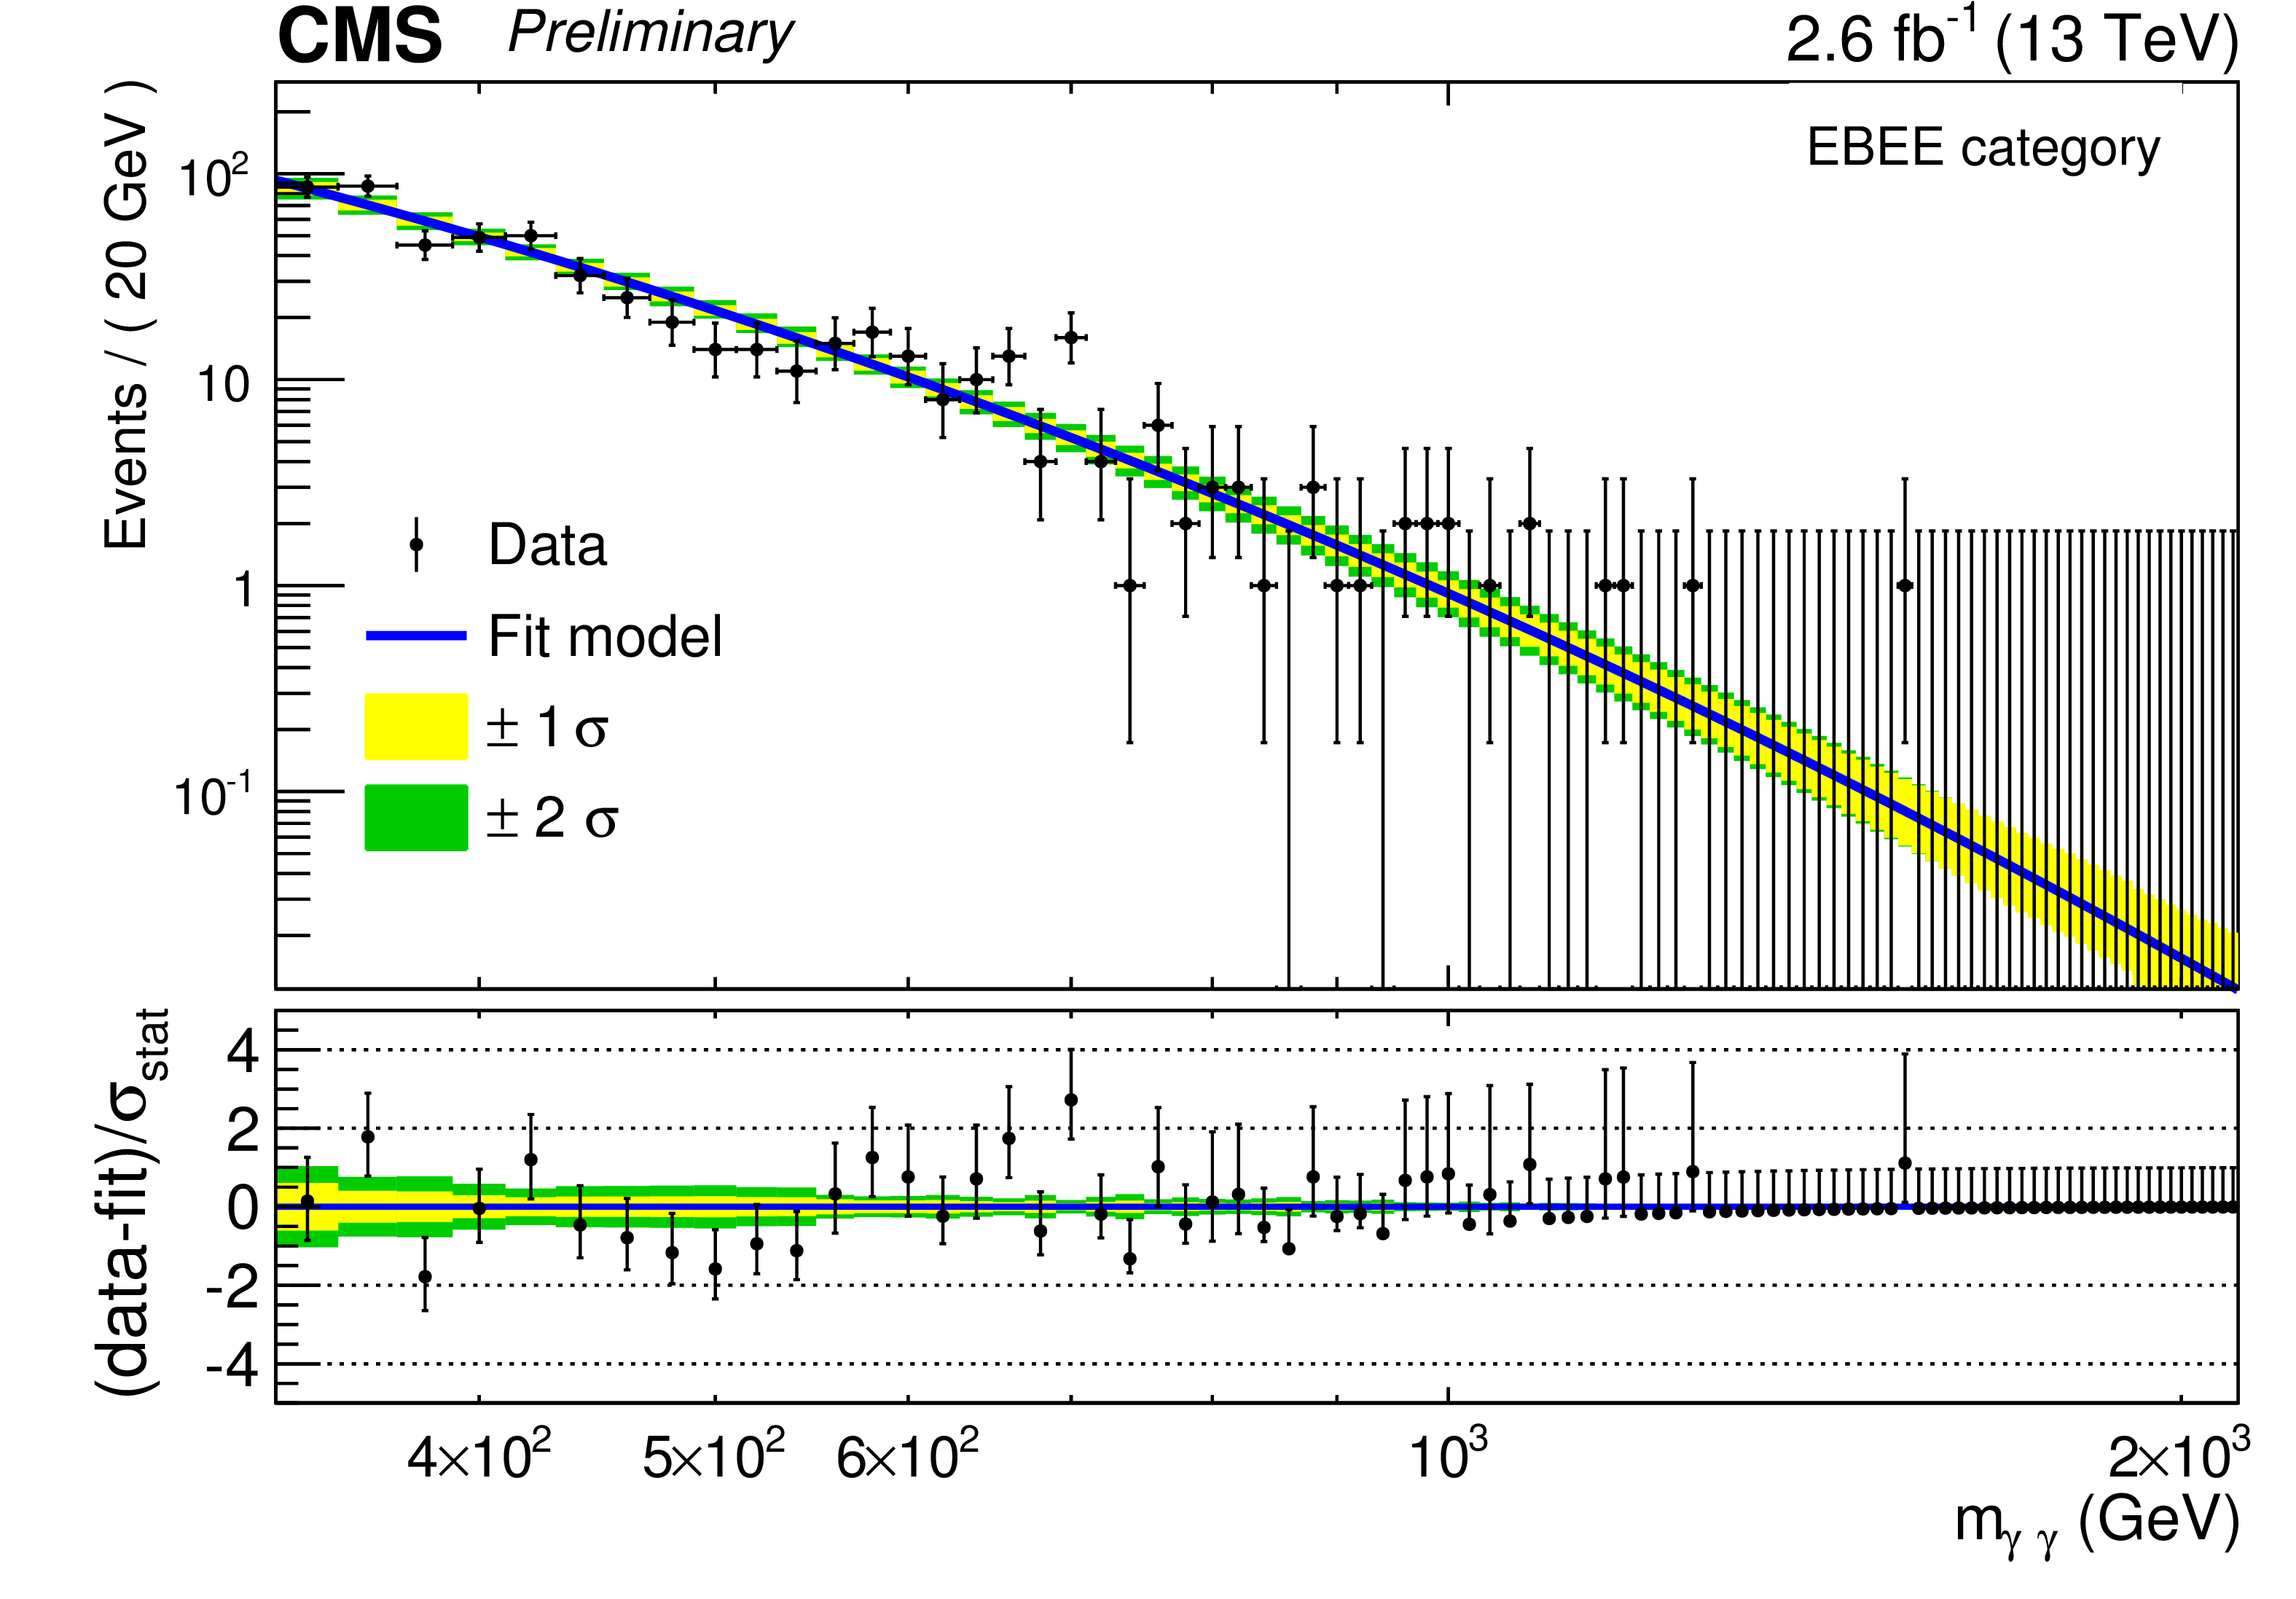 CMS Preliminary 2.6 fb⁻¹ (13 TeV)
EBEE category
Events / ( 20 GeV )
10²
10
1
10⁻¹
Data
Fit model
± 1 σ
± 2 σ
(data-fit)/σ_stat
4
2
0
-2
-4
4×10² 5×10² 6×10² 10³ 2×10³
m_γγ (GeV)